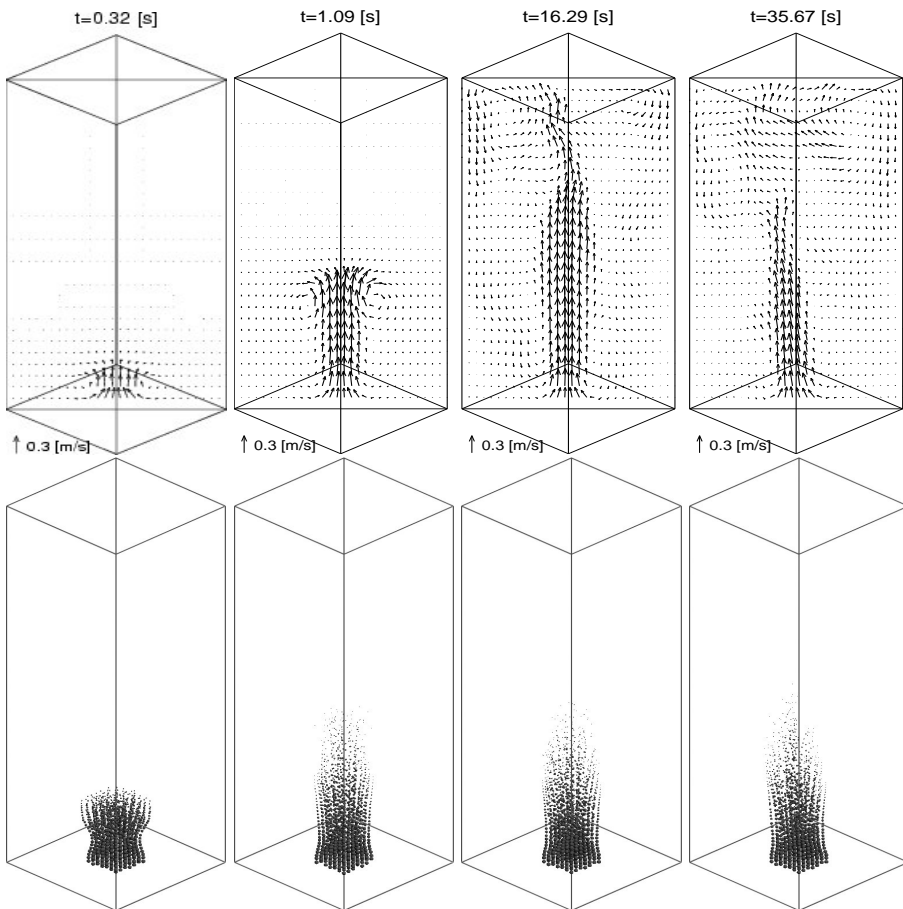 t=0.32 [s]
t=1.09 [s]
t=16.29 [s]
t=35.67 [s]
0.3 [m/s]
0.3 [m/s]
0.3 [m/s]
0.3 [m/s]